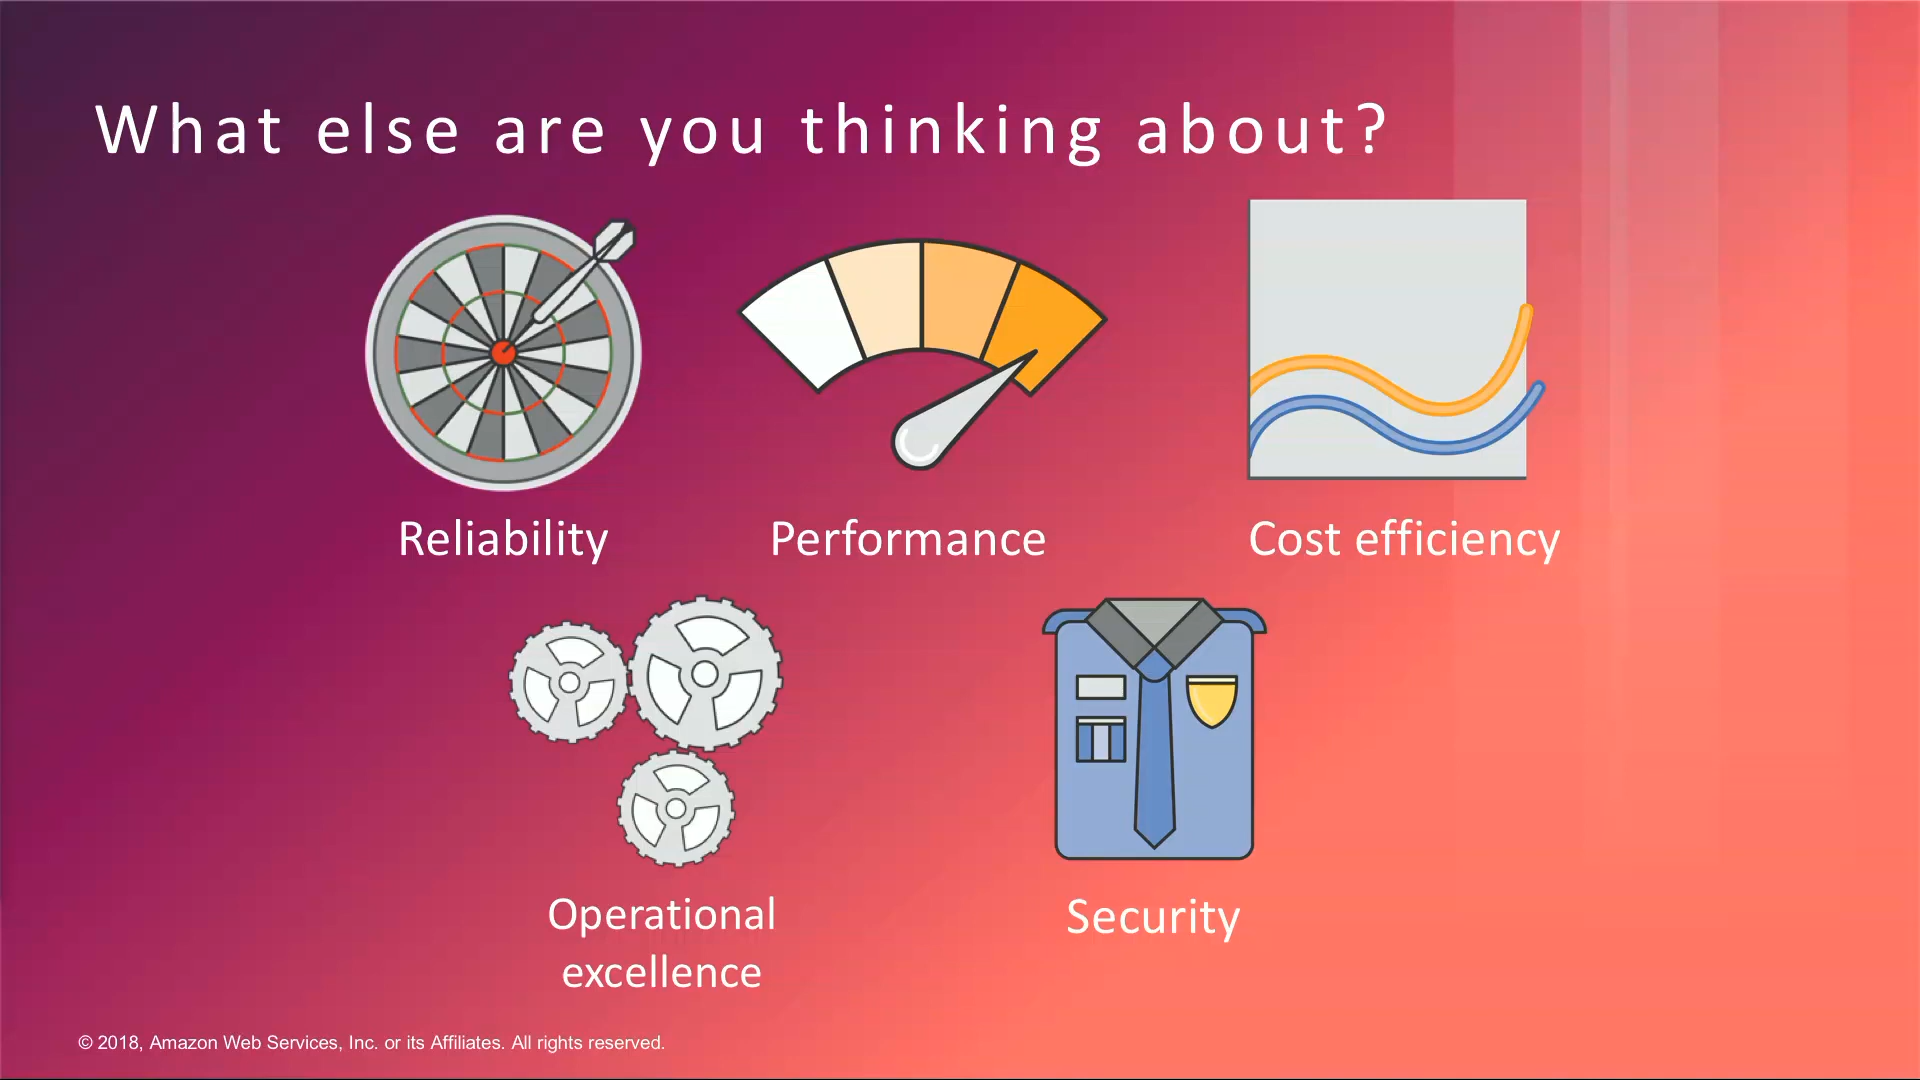 What else are you thinking about?
Reliability
Performance
Cost efficiency
Operational
excellence
Security
© 2018, Amazon Web Services, Inc. or its Affiliates. All rights reserved.